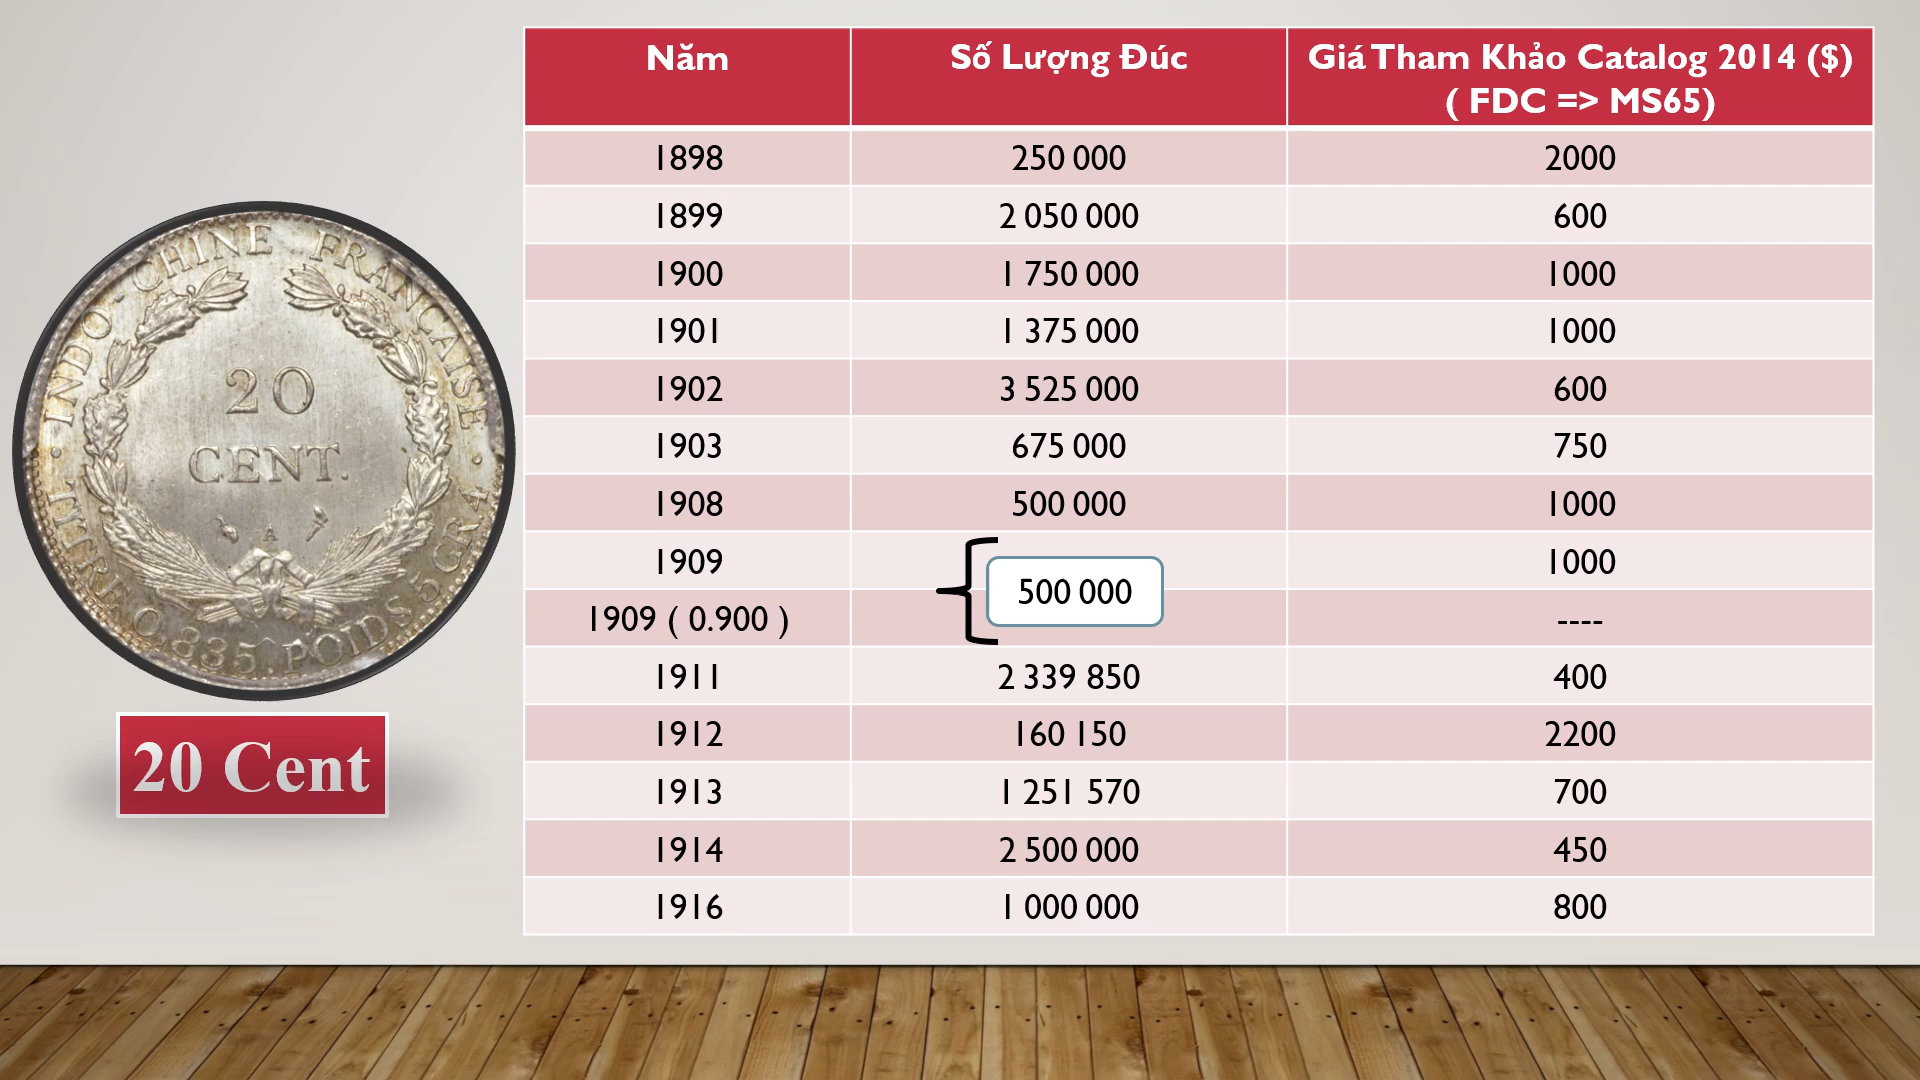 Năm Số Lượng Đúc Giá Tham Khảo Catalog 2014 ($)
( FDC => MS65)
1898 250 000 2000
1899 2 050 000 600
1900 1 750 000 1000
1901 1 375 000 1000
1902 3 525 000 600
1903 675 000 750
1908 500 000 1000
1909 1000
500 000
1909 ( 0.900 ) ----
1911 2 339 850 400
1912 160 150 2200
1913 1 251 570 700
1914 2 500 000 450
1916 1 000 000 800
INDO-CHINE FRANCAISE
20
CENT.
A
TITRE 0,835. POIDS 5 GR. 4
20 Cent